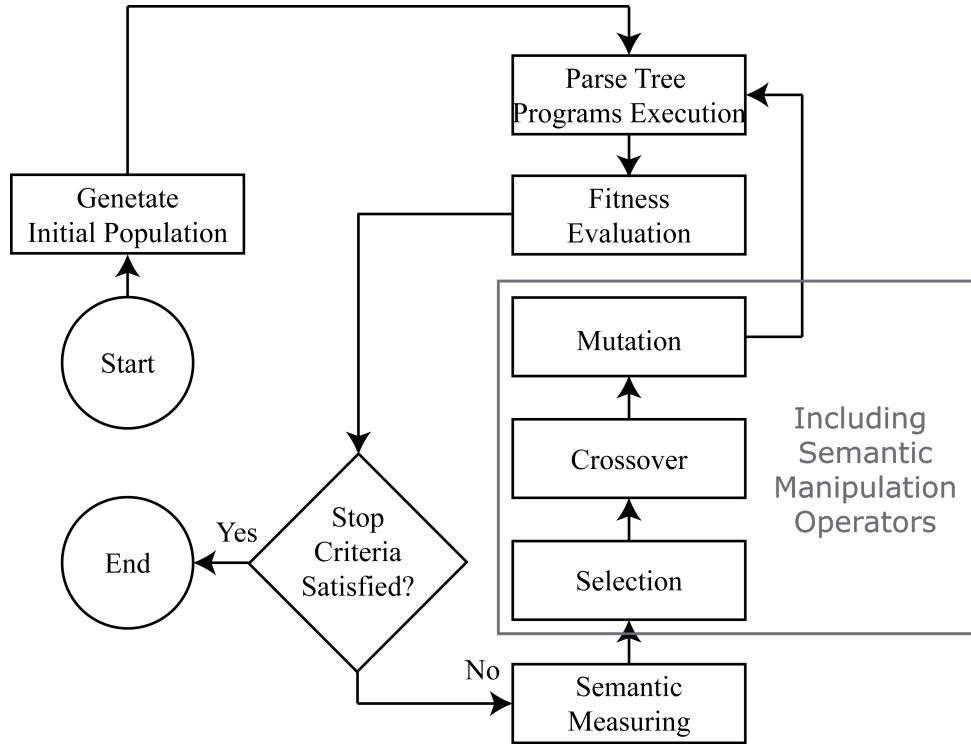 Parse Tree
Programs Execution
Genetate
Initial Population
Fitness
Evaluation
Start
Mutation
Including
Semantic
Manipulation
Operators
Crossover
Stop
Criteria
Satisfied?
Yes
End
Selection
No
Semantic
Measuring